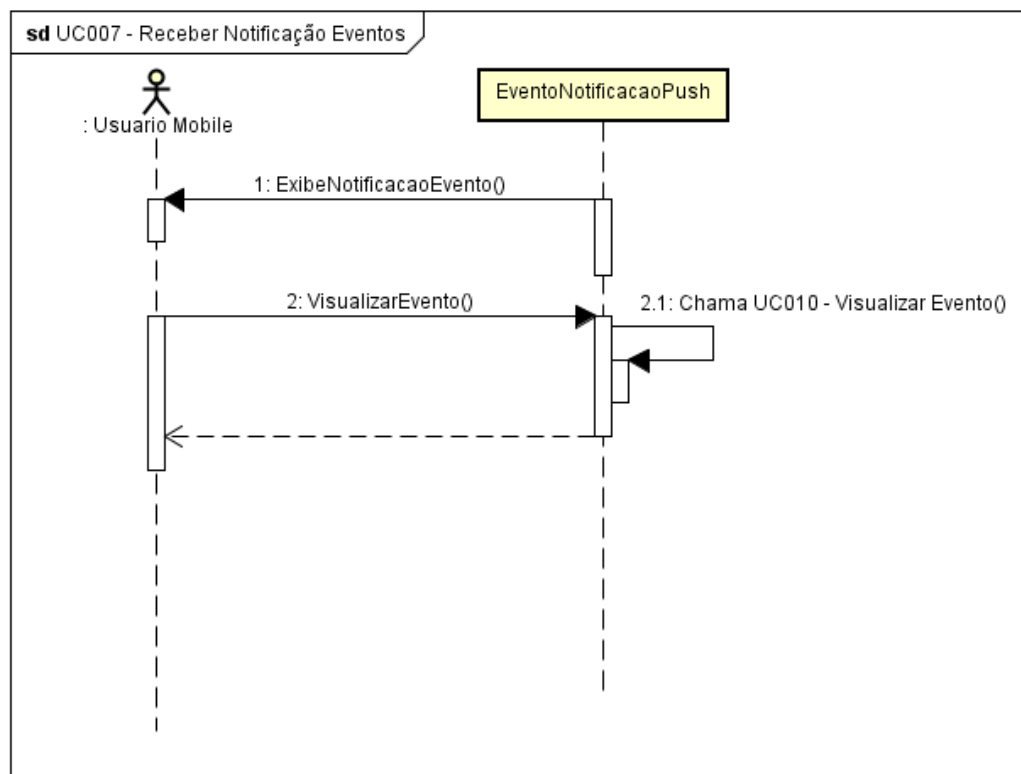 sd UC007 - Receber Notificação Eventos
: Usuario Mobile
EventoNotificacaoPush
1: ExibeNotificacaoEvento()
2: VisualizarEvento()
2.1: Chama UC010 - Visualizar Evento()